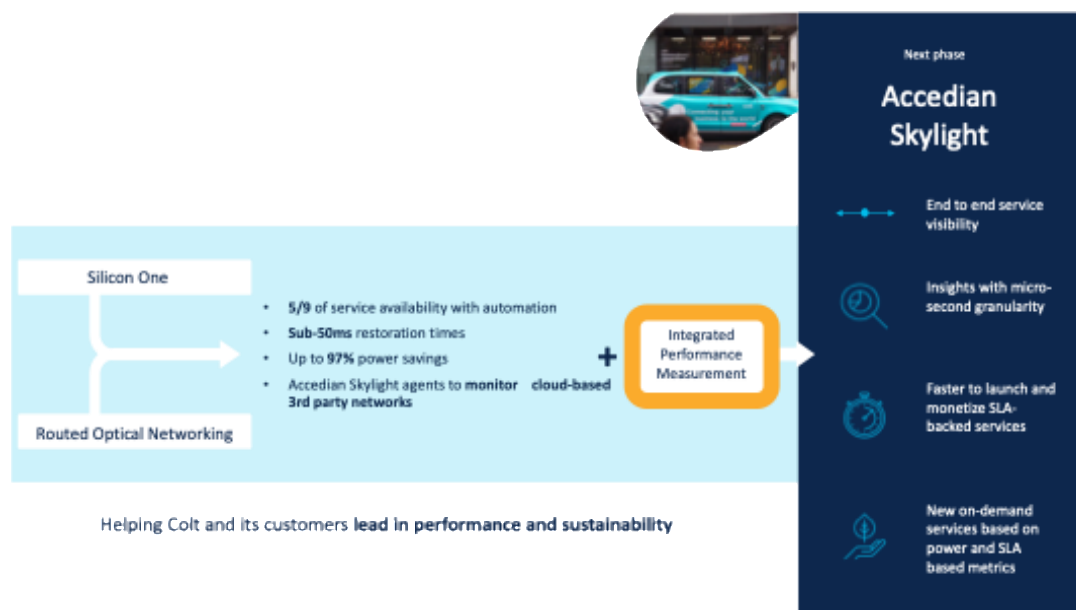 Next phase
Accedian
Skylight
End to end service
visibility
Insights with micro-
second granularity
Faster to launch and
monetize SLA-
backed services
New on-demand
services based on
power and SLA
based metrics
Silicon One
Routed Optical Networking
• 5/9 of service availability with automation
• Sub-50ms restoration times
• Up to 97% power savings
• Accedian Skylight agents to monitor cloud-based
3rd party networks
+
Integrated
Performance
Measurement
Helping Colt and its customers lead in performance and sustainability